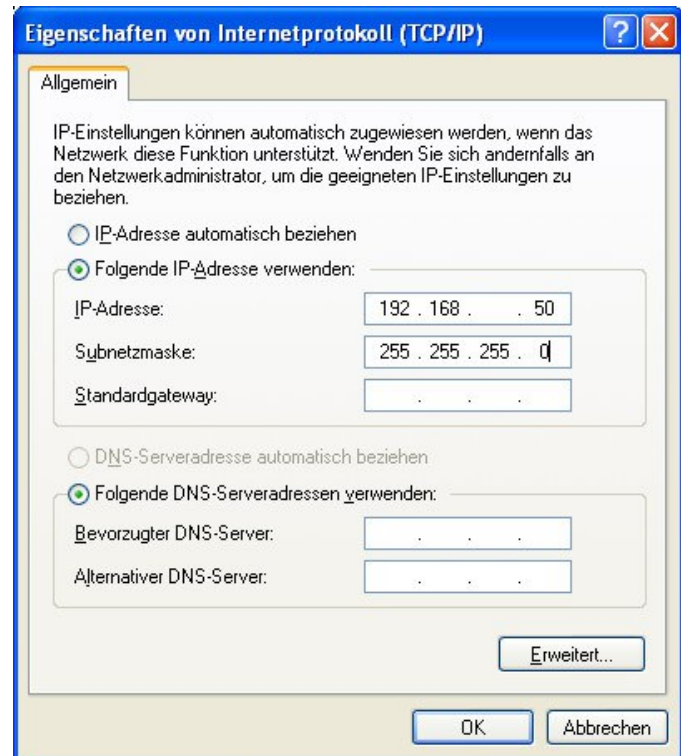 Eigenschaften von Internetprotokoll (TCP/IP)
Allgemein
IP-Einstellungen können automatisch zugewiesen werden, wenn das
Netzwerk diese Funktion unterstützt. Wenden Sie sich andernfalls an
den Netzwerkadministrator, um die geeigneten IP-Einstellungen zu
beziehen.
IP-Adresse automatisch beziehen
Folgende IP-Adresse verwenden:
IP-Adresse: 192 . 168 .   . 50
Subnetzmaske: 255 . 255 . 255 . 0
Standardgateway: . . .
DNS-Serveradresse automatisch beziehen
Folgende DNS-Serveradressen verwenden:
Bevorzugter DNS-Server: . . .
Alternativer DNS-Server: . . .
Erweitert...
OK Abbrechen